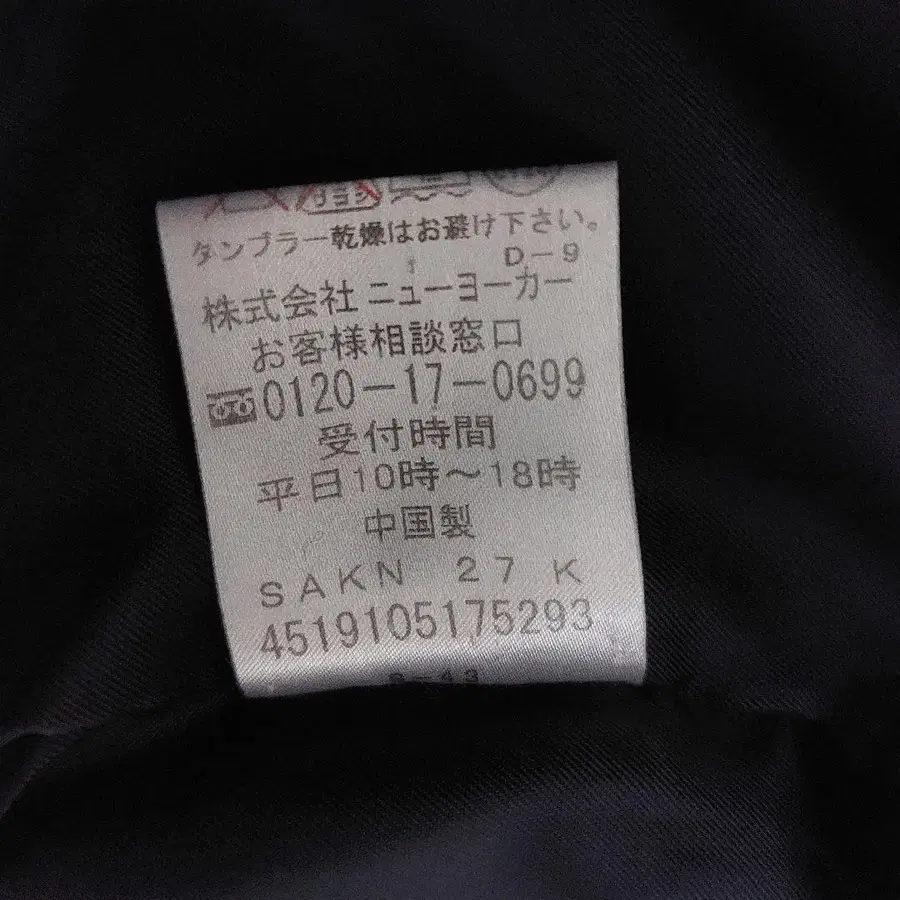 タンブラー乾燥はお避け下さい。
D-9
株式会社 ニューヨーカー
お客様相談窓口
0120-17-0699
受付時間
平日10時～18時
中国製
SAKN 27 K
4519105175293